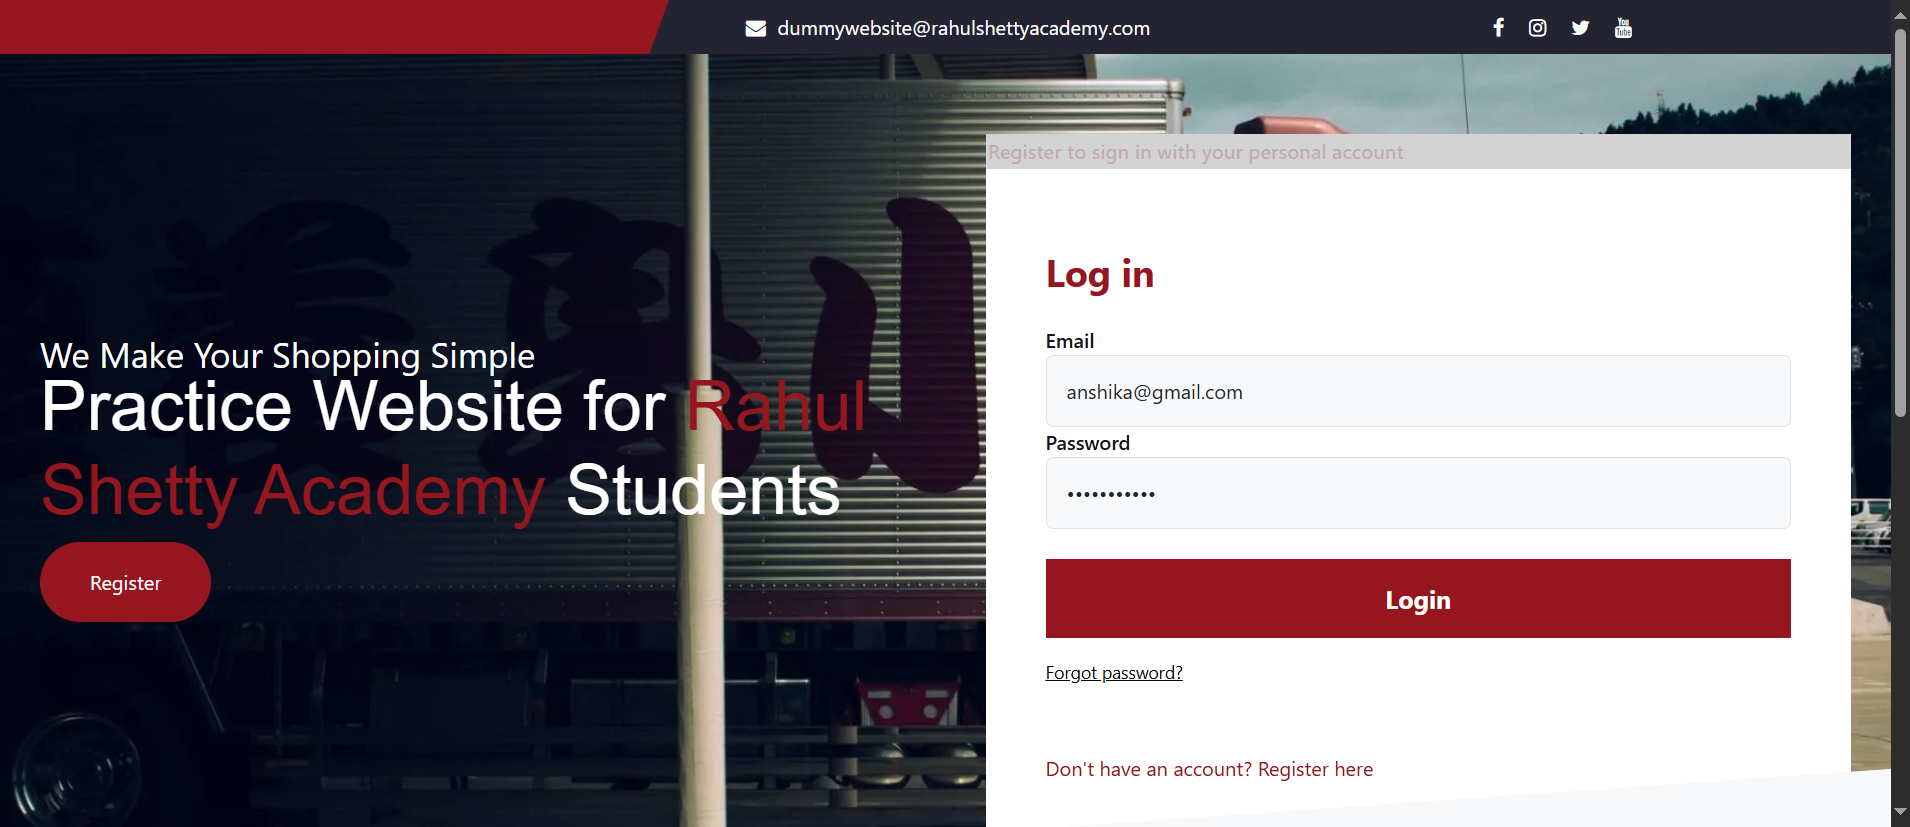 dummywebsite@rahulshettyacademy.com
You
Tube
Register to sign in with your personal account
We Make Your Shopping Simple
Practice Website for Rahul
Shetty Academy Students
Register
Log in
Email
anshika@gmail.com
Password
•••••••••••
Login
Forgot password?
Don't have an account? Register here